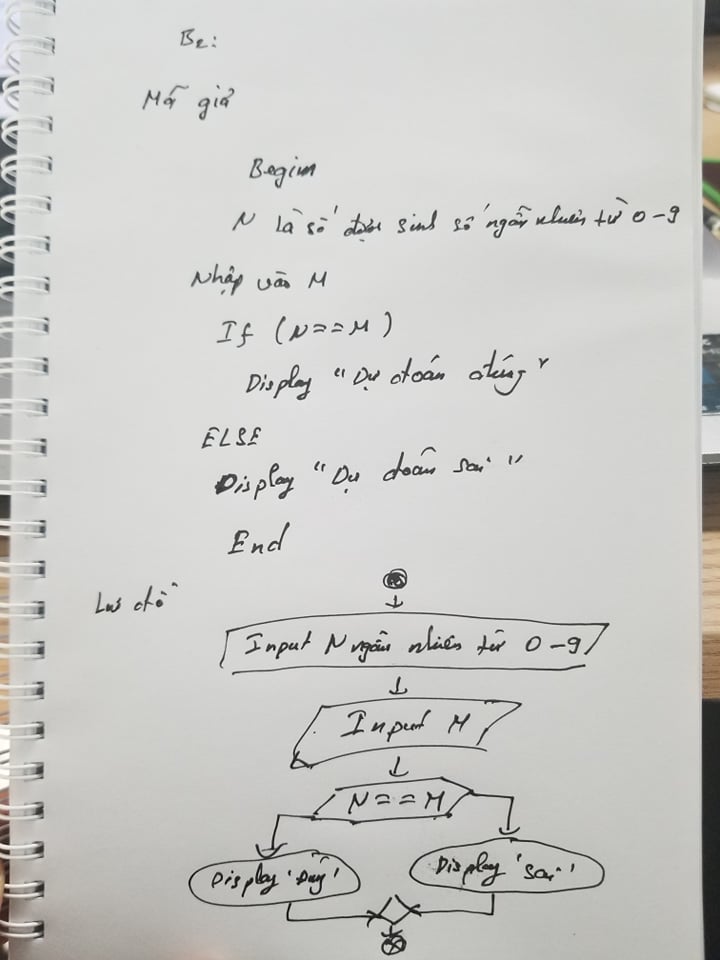 B2:
Mã giả
Begin
N là số được sinh số ngẫu nhiên từ 0-9
Nhập vào M
If (N==M)
Display "Dự đoán đúng"
ELSE
Display "Dự đoán sai"
End
Lưu đồ
Input N ngẫu nhiên từ 0-9
Input M
N==M
Display 'Đúng'
Display 'Sai'